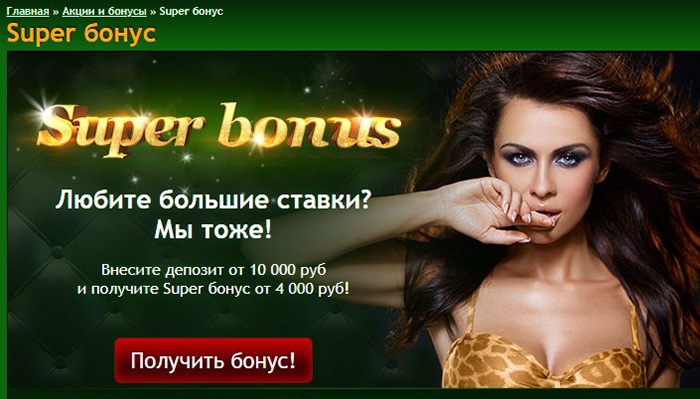 Главная » Акции и бонусы » Super бонус
Super бонус
Super bonus
Любите большие ставки?
Мы тоже!
Внесите депозит от 10 000 руб
и получите Super бонус от 4 000 руб!
Получить бонус!